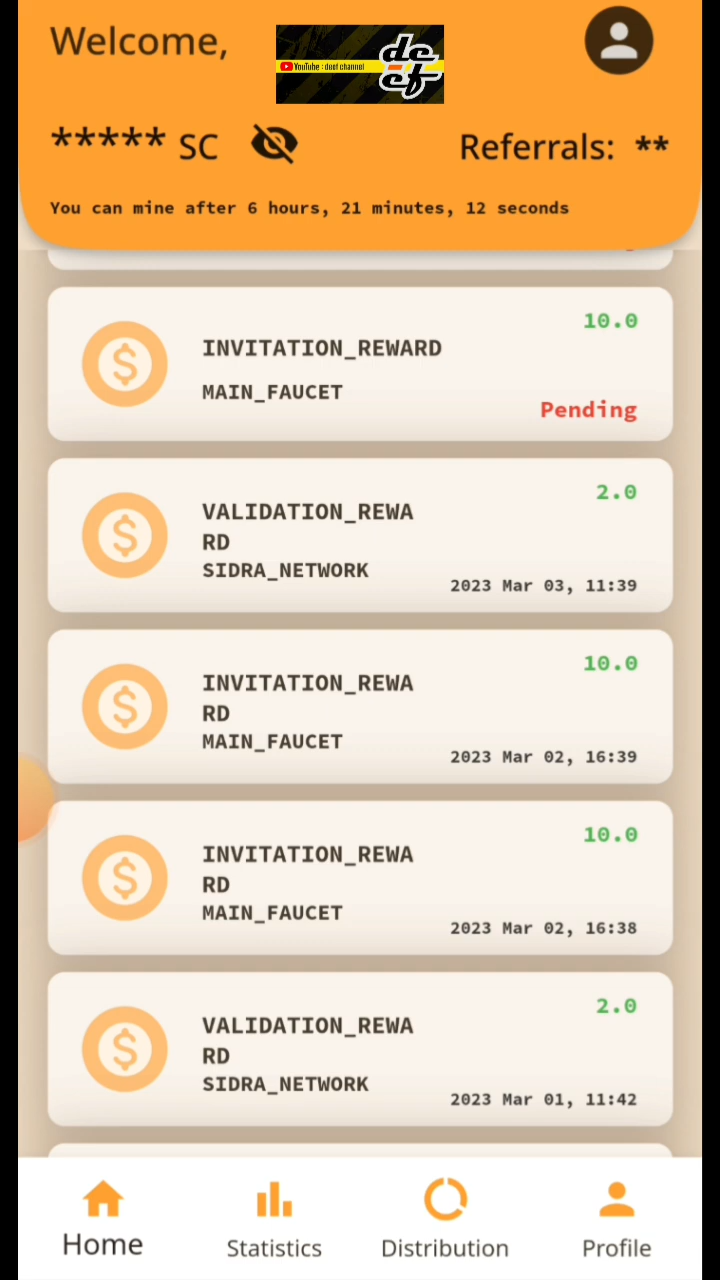 Welcome,
YouTube : deef channel
deef
***** SC
Referrals: **
You can mine after 6 hours, 21 minutes, 12 seconds
10.0
INVITATION_REWARD
MAIN_FAUCET
Pending
2.0
VALIDATION_REWA
RD
SIDRA_NETWORK
2023 Mar 03, 11:39
10.0
INVITATION_REWA
RD
MAIN_FAUCET
2023 Mar 02, 16:39
10.0
INVITATION_REWA
RD
MAIN_FAUCET
2023 Mar 02, 16:38
2.0
VALIDATION_REWA
RD
SIDRA_NETWORK
2023 Mar 01, 11:42
Home
Statistics
Distribution
Profile